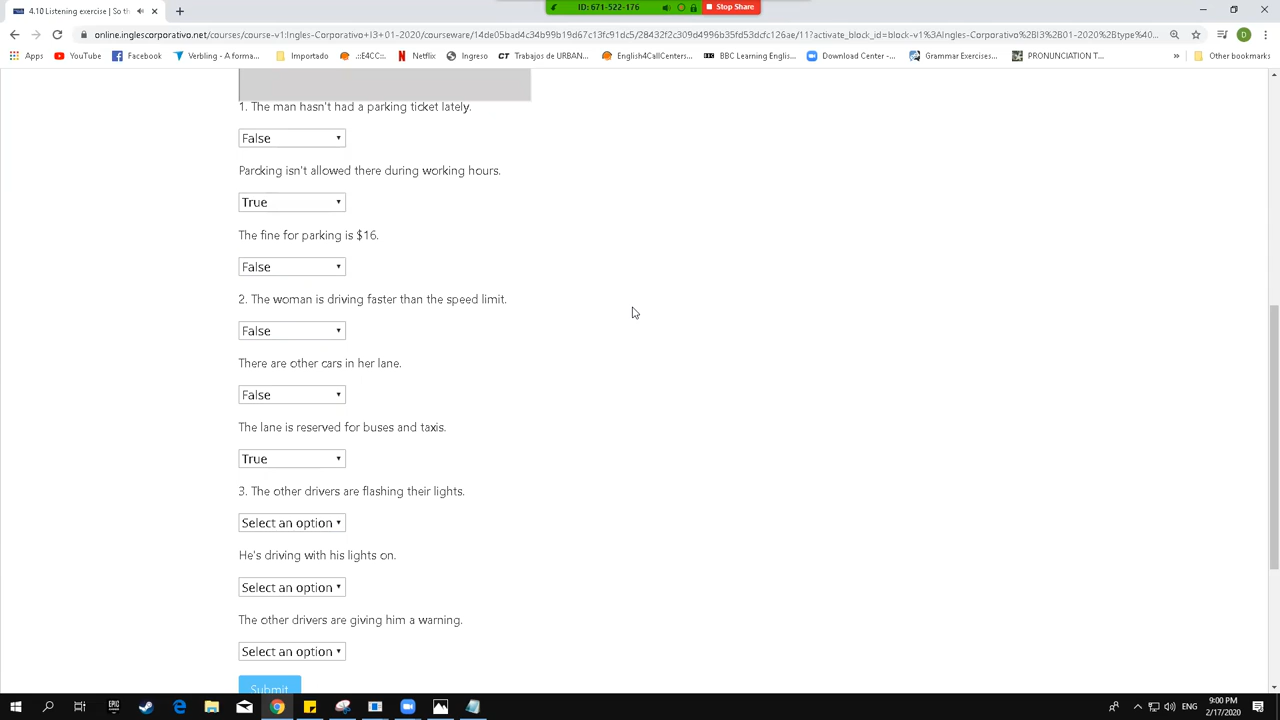 4.10 Listening exercise | So th
ID: 671-522-176
Stop Share
online.inglescorporativo.net/courses/course-v1:Ingles-Corporativo+I3+01-2020/courseware/14de05bad4c34b99b19d67c13fc91dc5/28432f2c309d4996b35fd53dcfc126ae/11?activate_block_id=block-v1%3AIngles-Corporativo%2BI3%2B01-2020%2Btype%40...
Apps YouTube Facebook Verbling - A forma... Importado .::E4CC::. Netflix Ingreso CT Trabajos de URBAN... English4CallCenters... BBC Learning Englis... Download Center -... Grammar Exercises... PRONUNCIATION T... » Other bookmarks
1. The man hasn't had a parking ticket lately.
False
Parcking isn't allowed there during working hours.
True
The fine for parking is $16.
False
2. The woman is driving faster than the speed limit.
False
There are other cars in her lane.
False
The lane is reserved for buses and taxis.
True
3. The other drivers are flashing their lights.
Select an option
He's driving with his lights on.
Select an option
The other drivers are giving him a warning.
Select an option
Submit
ENG
9:00 PM
2/17/2020